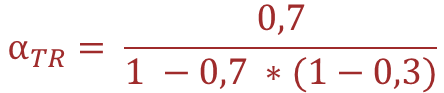 α_TR = 0,7 / (1 − 0,7 * (1 − 0,3))